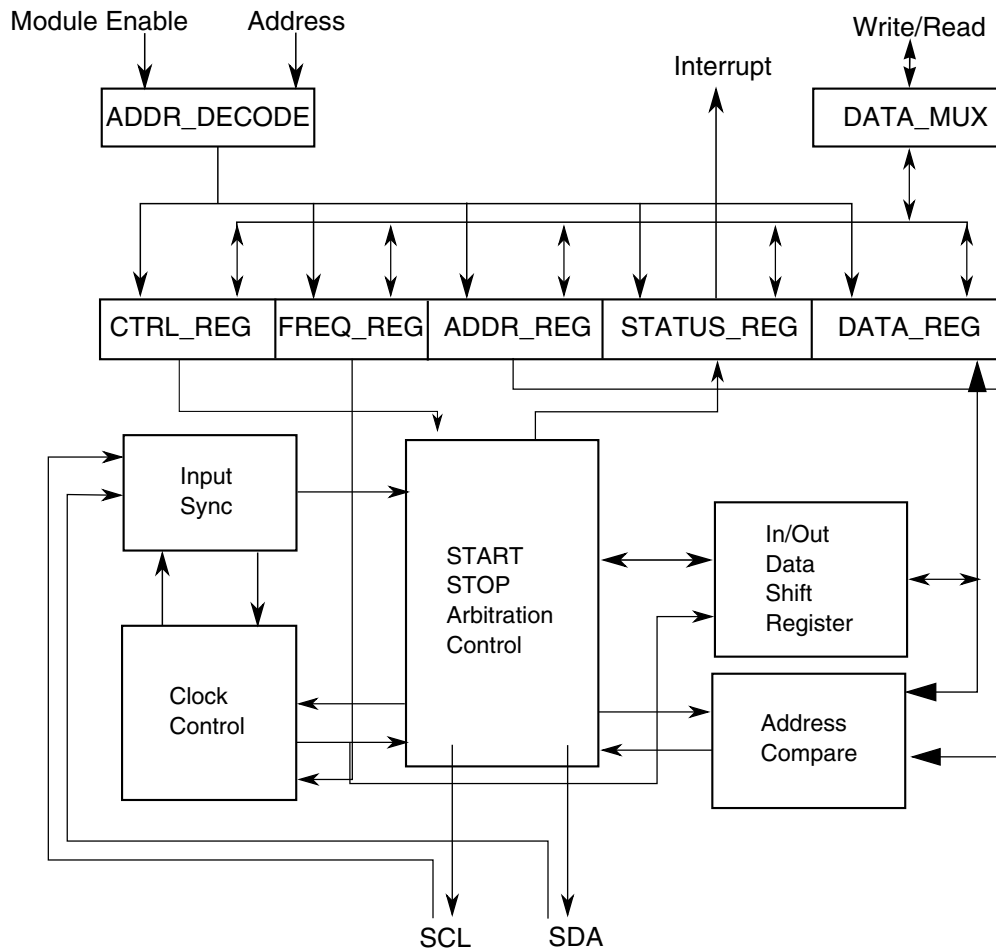 Module Enable
Address
Write/Read
Interrupt
ADDR_DECODE
DATA_MUX
CTRL_REG
FREQ_REG
ADDR_REG
STATUS_REG
DATA_REG
Input
Sync
START
STOP
Arbitration
Control
In/Out
Data
Shift
Register
Clock
Control
Address
Compare
SCL
SDA